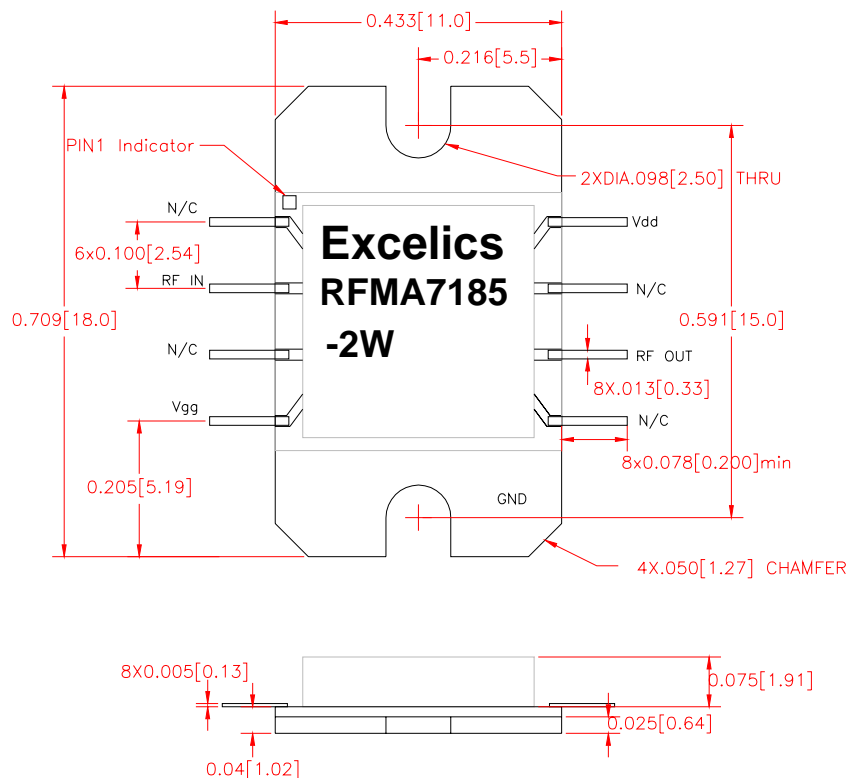 0.433[11.0]
0.216[5.5]
PIN1 Indicator
2XDIA.098[2.50] THRU
N/C
Vdd
Excelics
6x0.100[2.54]
RF IN
RFMA7185
N/C
0.709[18.0]
0.591[15.0]
-2W
N/C
RF OUT
8X.013[0.33]
Vgg
N/C
8x0.078[0.200]min
0.205[5.19]
GND
4X.050[1.27] CHAMFER
8X0.005[0.13]
0.075[1.91]
0.025[0.64]
0.04[1.02]